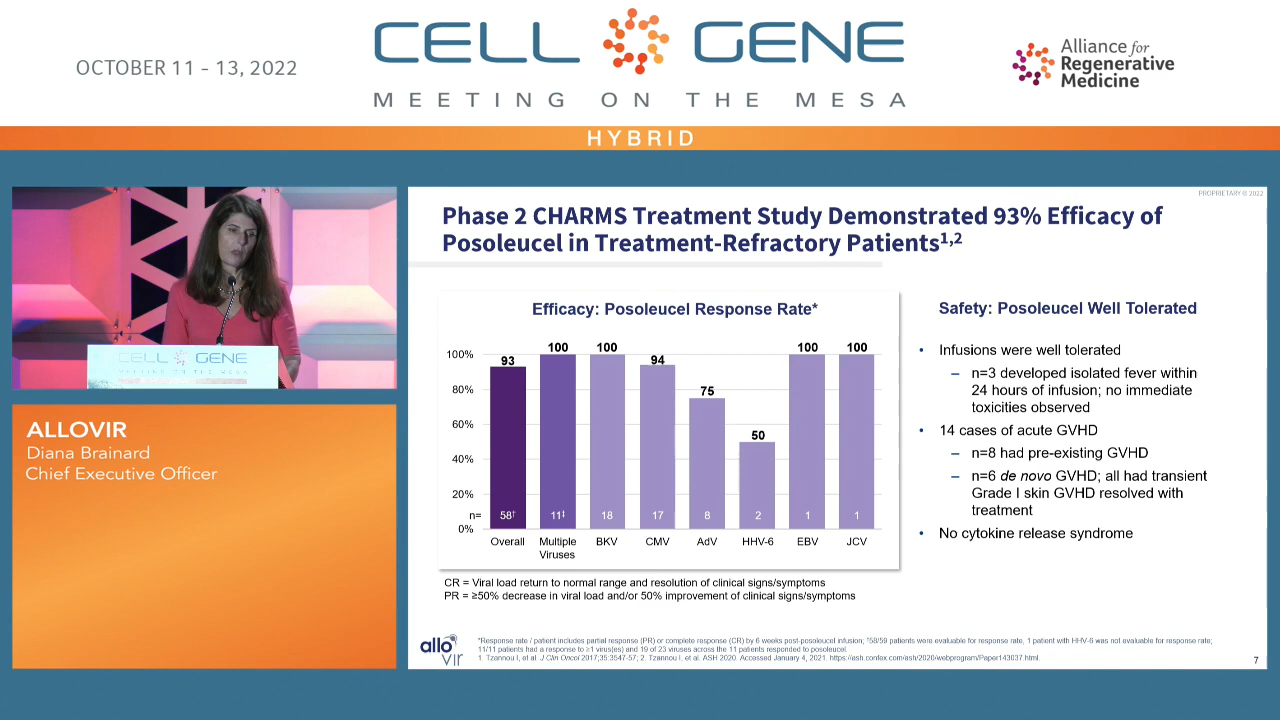 OCTOBER 11 - 13, 2022
CELL GENE
MEETING ON THE MESA
Alliance for
Regenerative
Medicine
HYBRID
CELL GENE
MEETING ON THE MESA
ALLOVIR
Diana Brainard
Chief Executive Officer
PROPRIETARY © 2022
Phase 2 CHARMS Treatment Study Demonstrated 93% Efficacy of
Posoleucel in Treatment-Refractory Patients1,2
Efficacy: Posoleucel Response Rate*
100%
80%
60%
40%
20%
0%
93 100 100 94 75 50 100 100
n= 58† 11‡ 18 17 8 2 1 1
Overall Multiple BKV CMV AdV HHV-6 EBV JCV
Viruses
CR = Viral load return to normal range and resolution of clinical signs/symptoms
PR = ≥50% decrease in viral load and/or 50% improvement of clinical signs/symptoms
Safety: Posoleucel Well Tolerated
• Infusions were well tolerated
– n=3 developed isolated fever within
24 hours of infusion; no immediate
toxicities observed
• 14 cases of acute GVHD
– n=8 had pre-existing GVHD
– n=6 de novo GVHD; all had transient
Grade I skin GVHD resolved with
treatment
• No cytokine release syndrome
allo
vir
*Response rate / patient includes partial response (PR) or complete response (CR) by 6 weeks post-posoleucel infusion; †58/59 patients were evaluable for response rate, 1 patient with HHV-6 was not evaluable for response rate;
11/11 patients had a response to ≥1 virus(es) and 19 of 23 viruses across the 11 patients responded to posoleucel.
1. Tzannou I, et al. J Clin Oncol 2017;35:3547-57; 2. Tzannou I, et al. ASH 2020. Accessed January 4, 2021. https://ash.confex.com/ash/2020/webprogram/Paper143037.html.
7